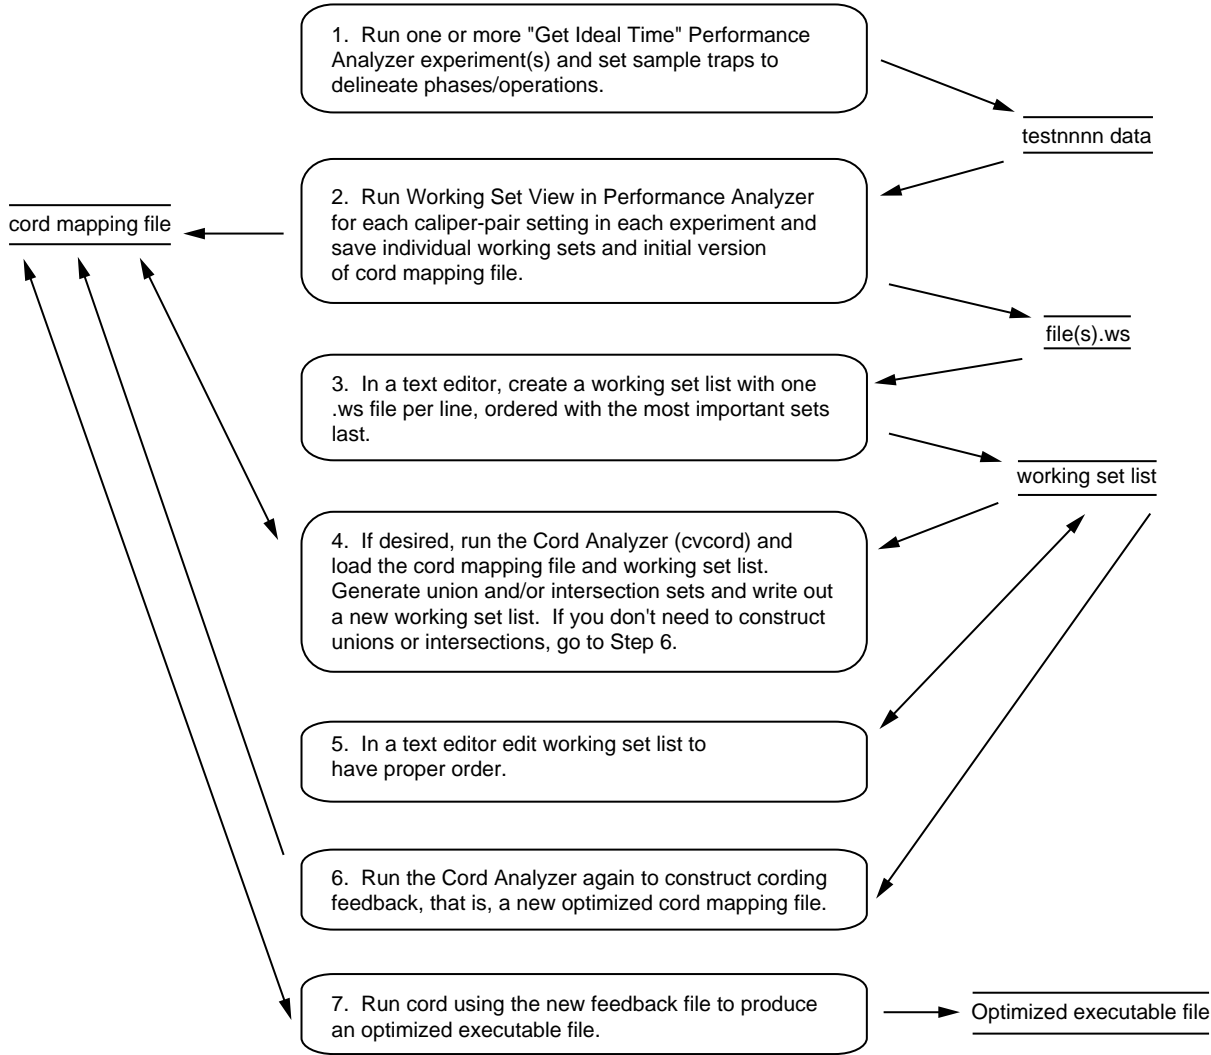 1.  Run one or more "Get Ideal Time" Performance
Analyzer experiment(s) and set sample traps to
delineate phases/operations.
testnnnn data
2.  Run Working Set View in Performance Analyzer
for each caliper-pair setting in each experiment and
save individual working sets and initial version
of cord mapping file.
cord mapping file
file(s).ws
3.  In a text editor, create a working set list with one
.ws file per line, ordered with the most important sets
last.
working set list
4.  If desired, run the Cord Analyzer (cvcord) and
load the cord mapping file and working set list.
Generate union and/or intersection sets and write out
a new working set list.  If you don't need to construct
unions or intersections, go to Step 6.
5.  In a text editor edit working set list to
have proper order.
6.  Run the Cord Analyzer again to construct cording
feedback, that is, a new optimized cord mapping file.
7.  Run cord using the new feedback file to produce
an optimized executable file.
Optimized executable file